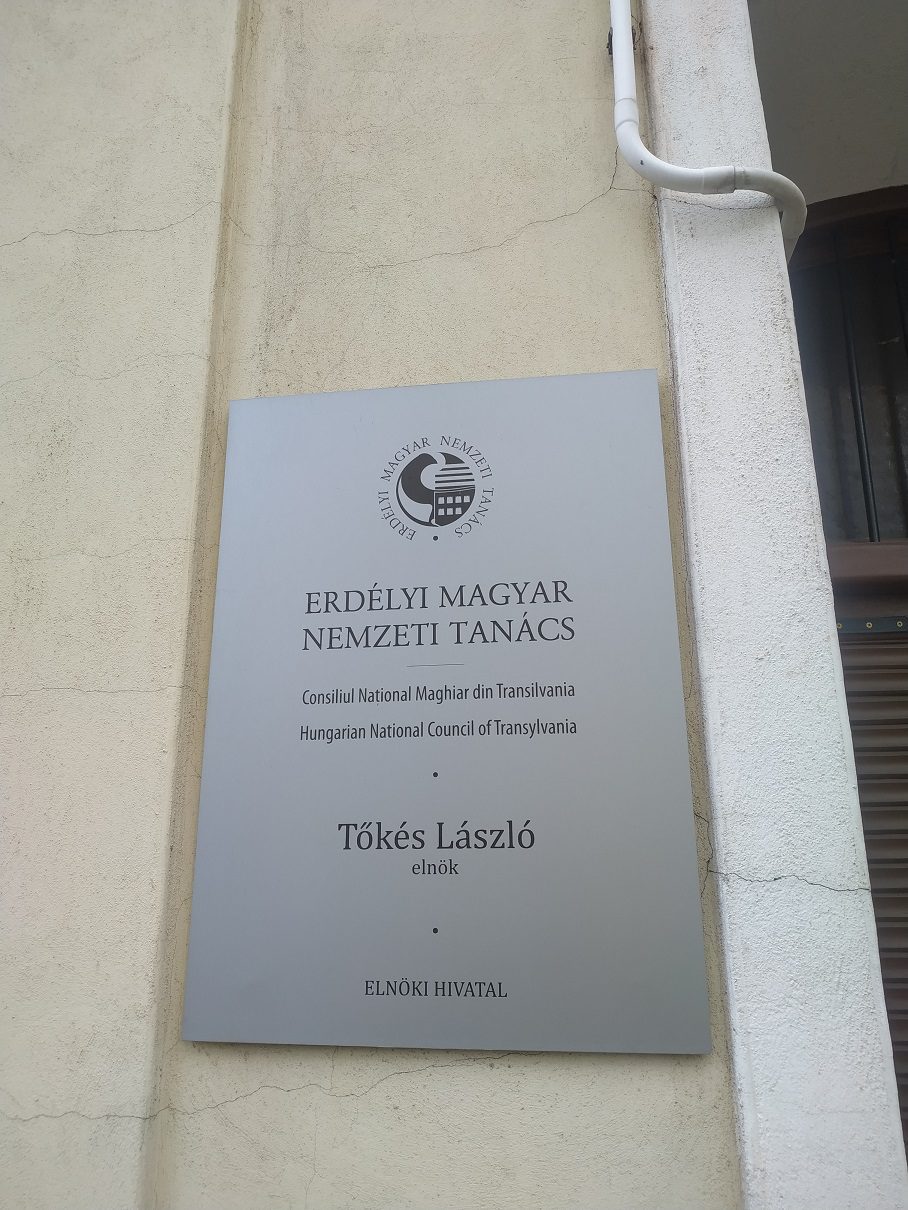 ERDÉLYI MAGYAR NEMZETI TANÁCS
ERDÉLYI MAGYAR
NEMZETI TANÁCS
Consiliul National Maghiar din Transilvania
Hungarian National Council of Transylvania
Tőkés László
elnök
ELNÖKI HIVATAL